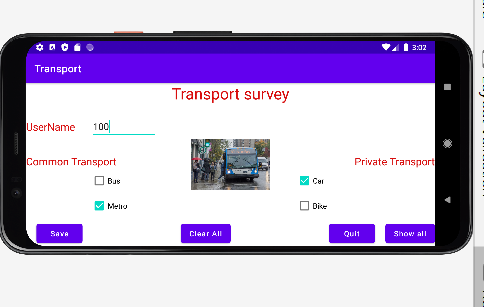 3:02
Transport
Transport survey
UserName 100
Common Transport Private Transport
Bus Car
Metro Bike
Save Clear All Quit Show all